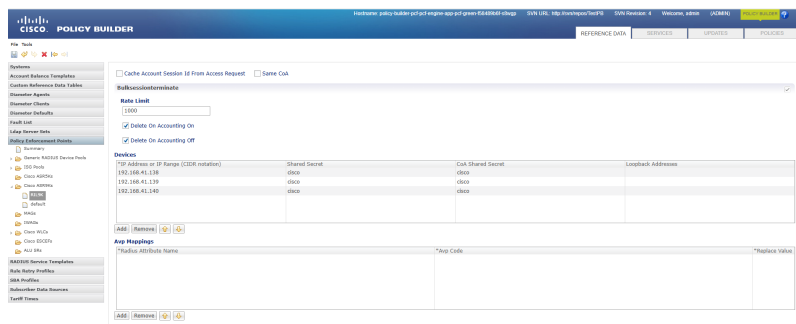 Hostname: policy-builder-pcf-pcf-engine-app-pcf-green-f58489b6f-c8wgp SVN URL: http://svn/repos/TestPB SVN Revision: 4 Welcome, admin (ADMIN) POLICY BUILDER
CISCO. POLICY BUILDER
REFERENCE DATA SERVICES UPDATES POLICIES
File Tools
Systems
Account Balance Templates
Custom Reference Data Tables
Diameter Agents
Diameter Clients
Diameter Defaults
Fault List
Ldap Server Sets
Policy Enforcement Points
Summary
Generic RADIUS Device Pools
ISG Pools
Cisco ASR5Ks
Cisco ASR9Ks
default
MAGs
iWAGs
Cisco WLCs
Cisco ESCEFs
ALU SRs
RADIUS Service Templates
Rule Retry Profiles
SBA Profiles
Subscriber Data Sources
Tariff Times
Cache Account Session Id From Access Request Same CoA
Bulksessionterminate
Rate Limit
1000
Delete On Accounting On
Delete On Accounting Off
Devices
*IP Address or IP Range (CIDR notation) Shared Secret CoA Shared Secret Loopback Addresses
192.168.41.138 cisco cisco
192.168.41.139 cisco cisco
192.168.41.140 cisco cisco
Add Remove
Avp Mappings
*Radius Attribute Name *Avp Code *Replace Value
Add Remove